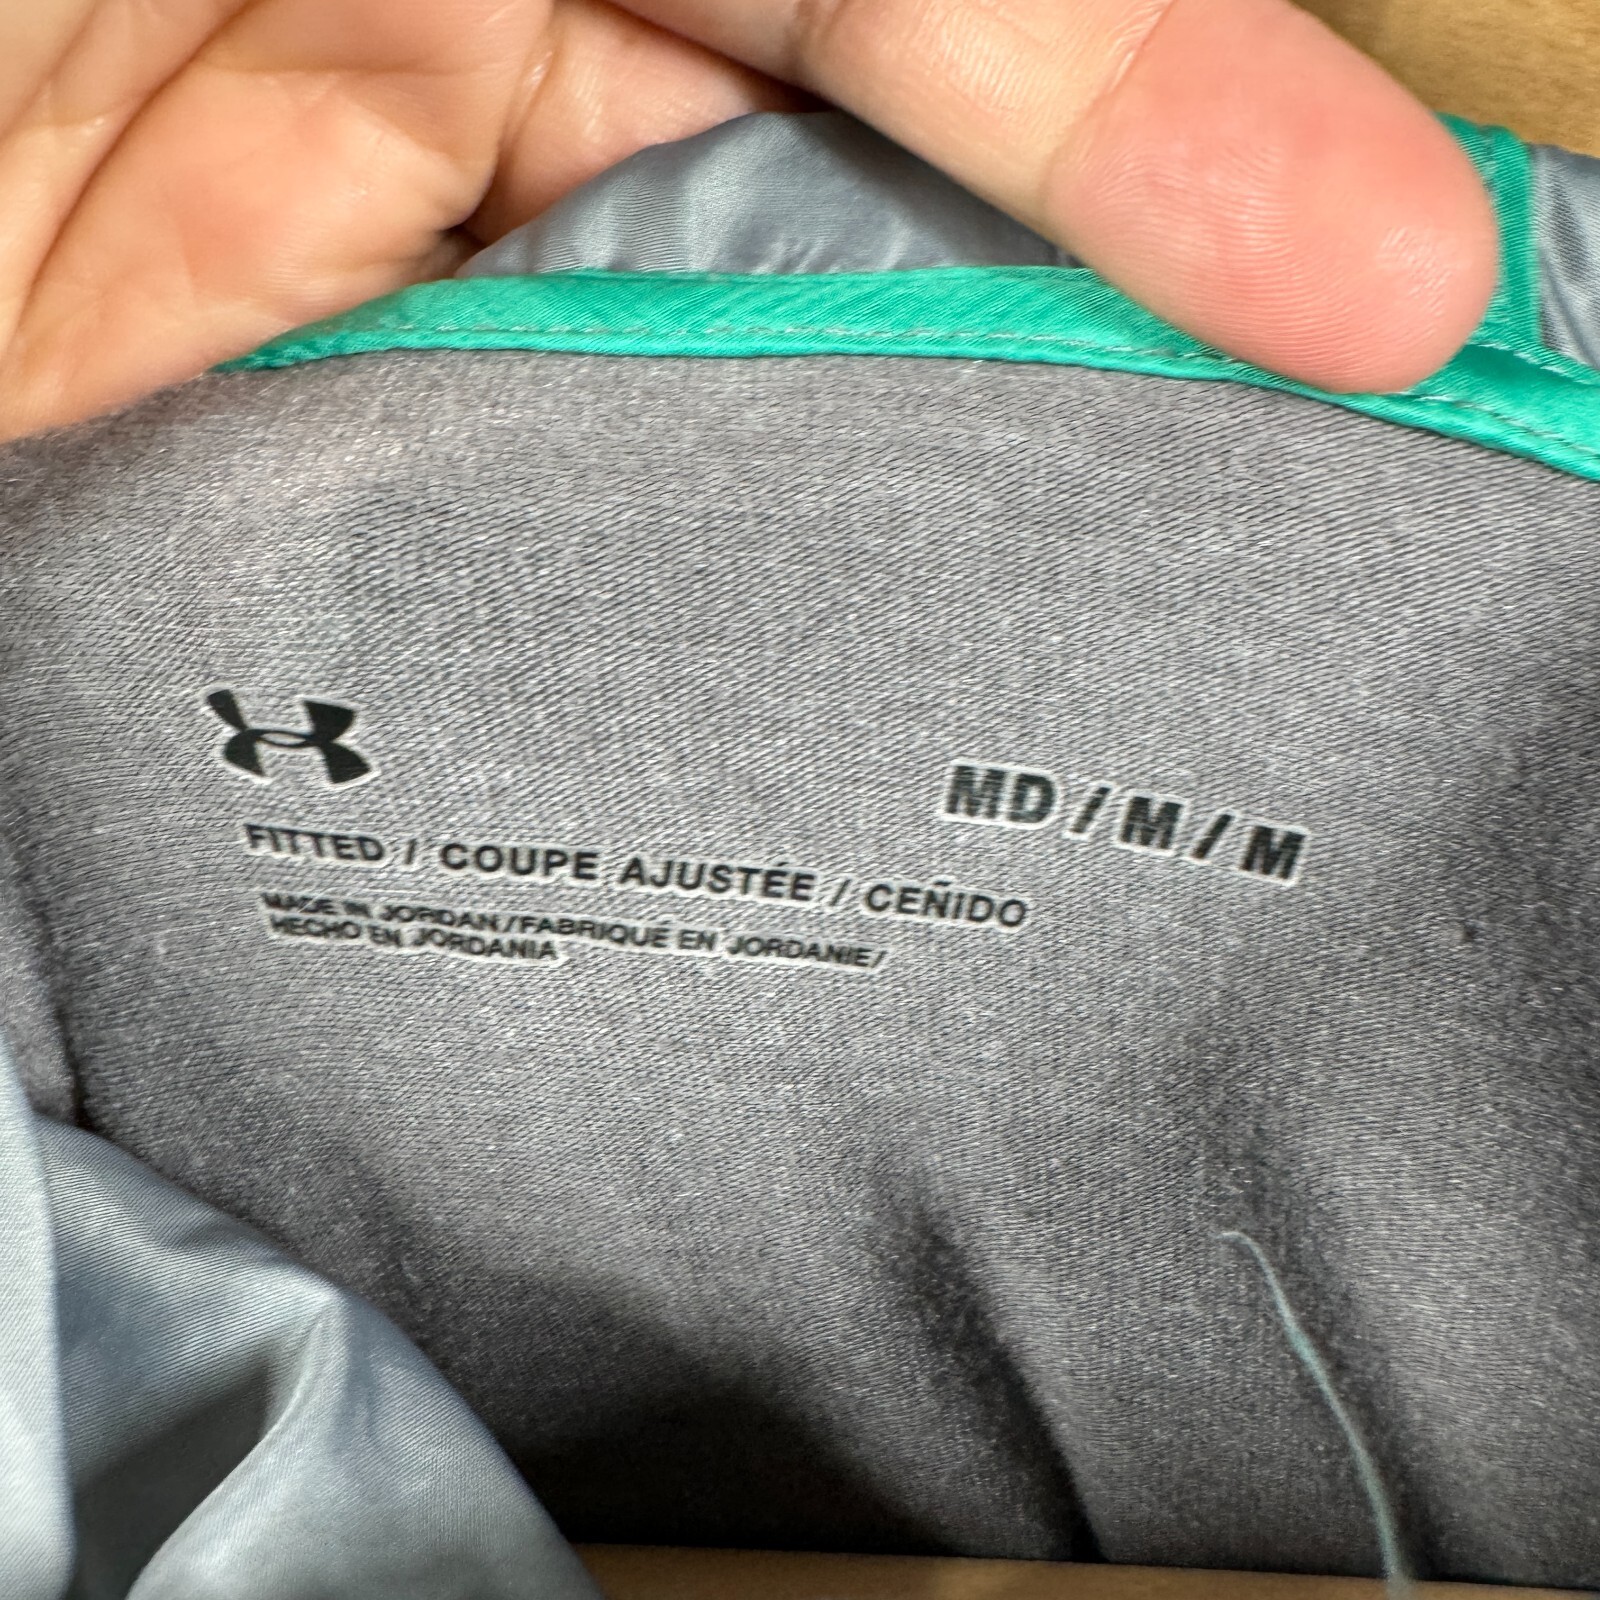 MD / M / M
FITTED / COUPE AJUSTÉE / CEÑIDO
MADE IN JORDAN / FABRIQUÉ EN JORDANIE /
HECHO EN JORDANIA